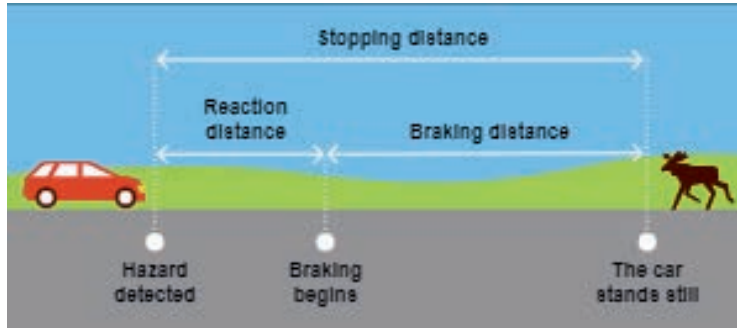 Stopping distance
Reaction
distance
Braking distance
Hazard
detected
Braking
begins
The car
stands still